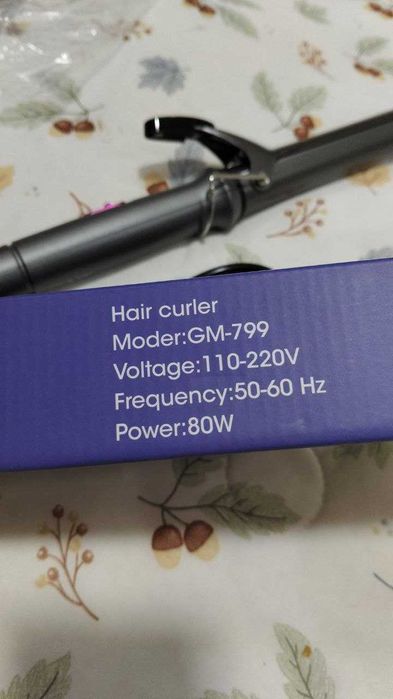 Hair curler
Moder:GM-799
Voltage:110-220V
Frequency:50-60 Hz
Power:80W